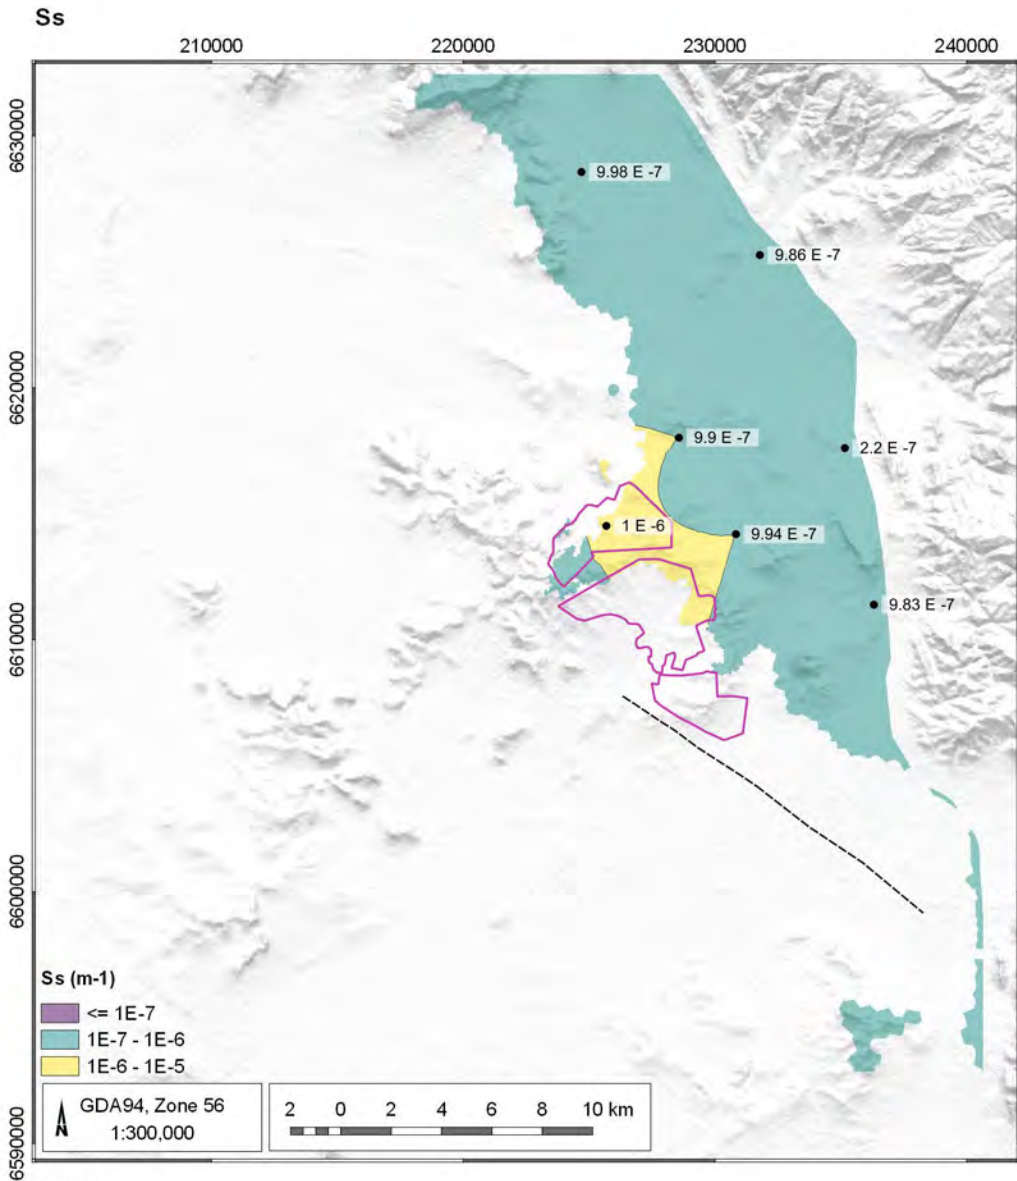 Ss
210000
220000
230000
240000
6630000
6620000
6610000
6600000
6590000
9.98 E -7
9.86 E -7
9.9 E -7
2.2 E -7
1 E -6
9.94 E -7
9.83 E -7
Ss (m-1)
<= 1E-7
1E-7 - 1E-6
1E-6 - 1E-5
N
GDA94, Zone 56
1:300,000
2 0 2 4 6 8 10 km